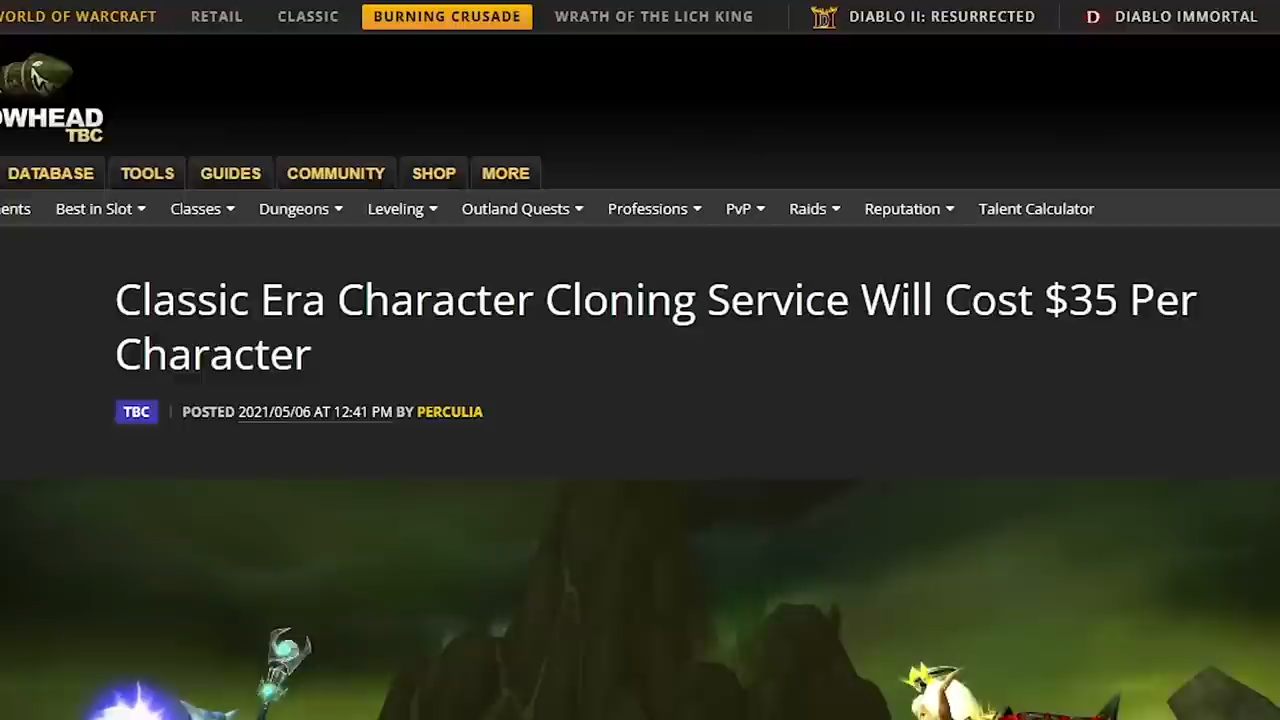 WORLD OF WARCRAFT RETAIL CLASSIC BURNING CRUSADE WRATH OF THE LICH KING DIABLO II: RESURRECTED D DIABLO IMMORTAL
OWHEAD
TBC
DATABASE TOOLS GUIDES COMMUNITY SHOP MORE
ents Best in Slot Classes Dungeons Leveling Outland Quests Professions PvP Raids Reputation Talent Calculator
Classic Era Character Cloning Service Will Cost $35 Per
Character
TBC | POSTED 2021/05/06 AT 12:41 PM BY PERCULIA